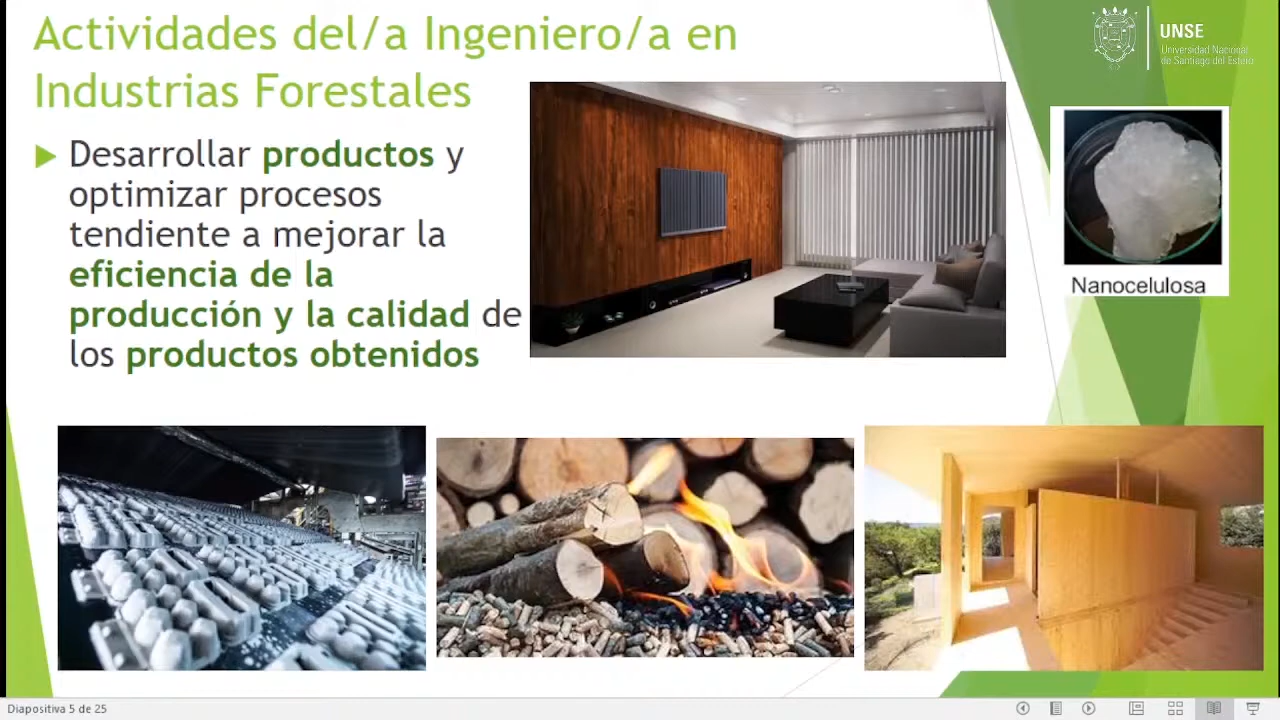 Actividades del/a Ingeniero/a en
Industrias Forestales
UNSE
Universidad Nacional
de Santiago del Estero
Desarrollar productos y
optimizar procesos
tendiente a mejorar la
eficiencia de la
producción y la calidad de
los productos obtenidos
Nanocelulosa
Diapositiva 5 de 25